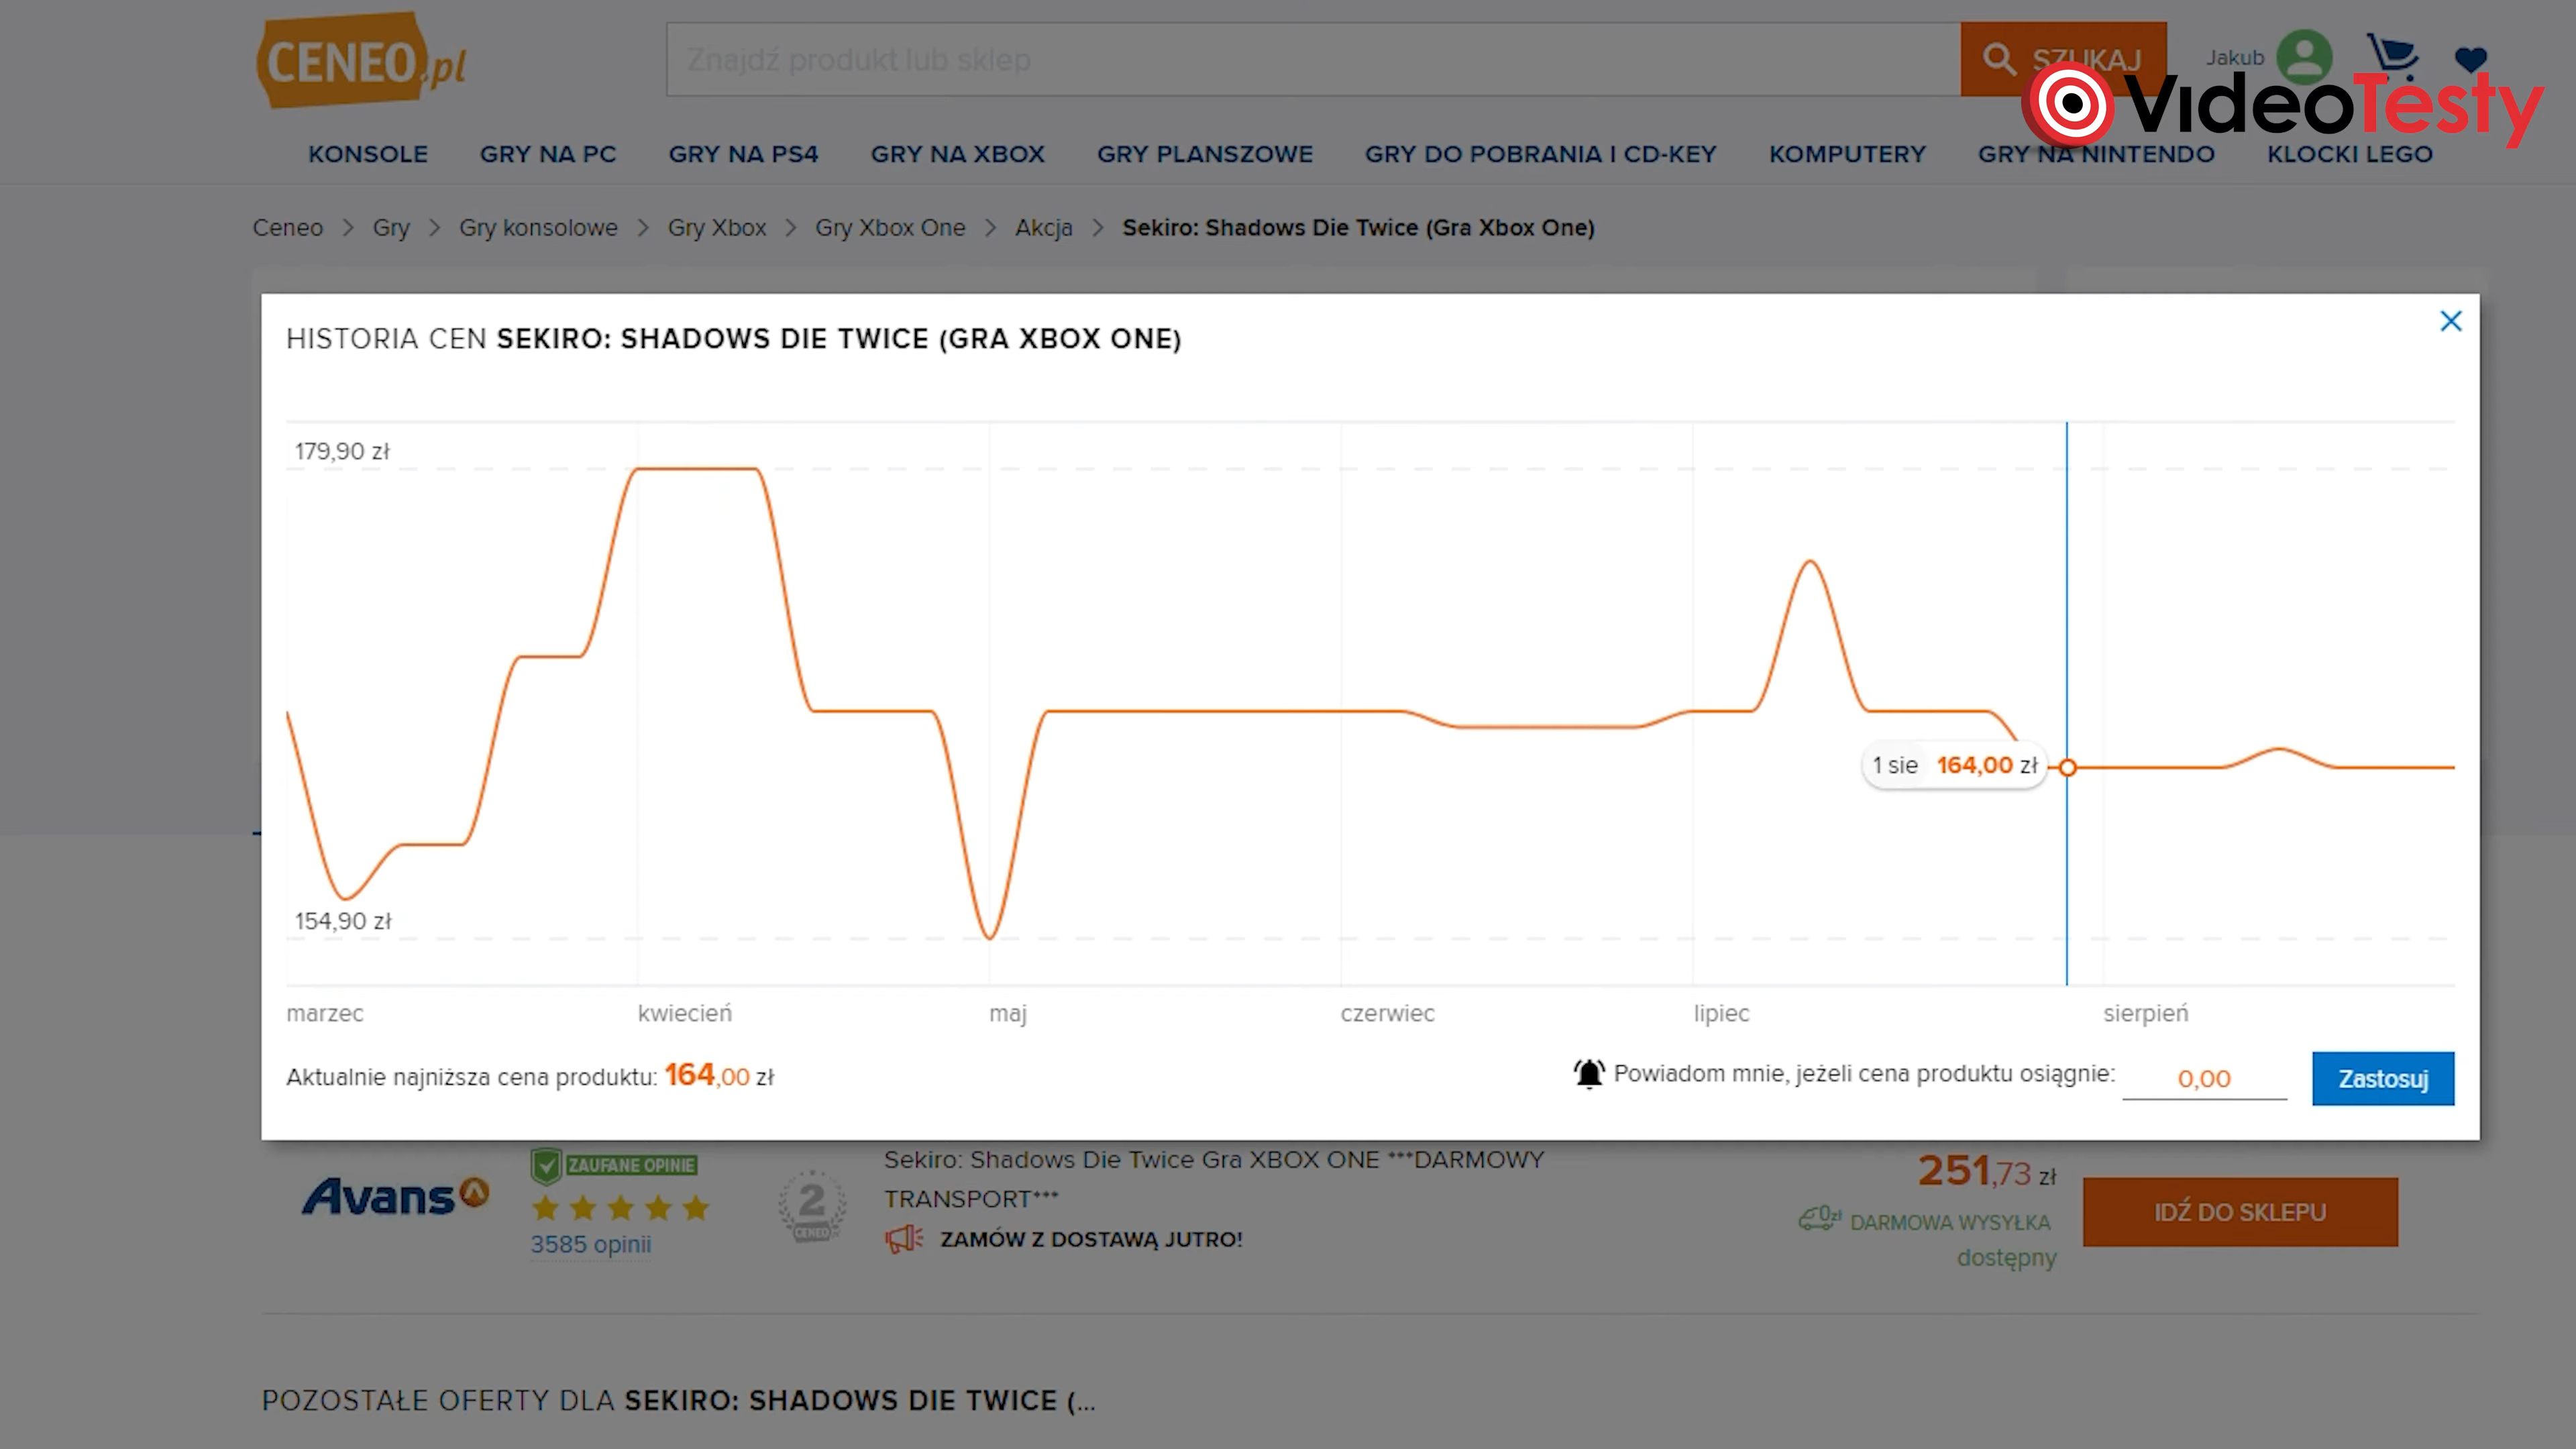 CENEO.pl
Znajdź produkt lub sklep
SZUKAJ
Jakub
VideoTesty
KONSOLE GRY NA PC GRY NA PS4 GRY NA XBOX GRY PLANSZOWE GRY DO POBRANIA I CD-KEY KOMPUTERY GRY NA NINTENDO KLOCKI LEGO
Ceneo > Gry > Gry konsolowe > Gry Xbox > Gry Xbox One > Akcja > Sekiro: Shadows Die Twice (Gra Xbox One)
HISTORIA CEN SEKIRO: SHADOWS DIE TWICE (GRA XBOX ONE)
179,90 zł
1 sie 164,00 zł
154,90 zł
marzec kwiecień maj czerwiec lipiec sierpień
Aktualnie najniższa cena produktu: 164,00 zł
Powiadom mnie, jeżeli cena produktu osiągnie: 0,00 Zastosuj
Avans
ZAUFANE OPINIE
3585 opinii
2
CENEO
Sekiro: Shadows Die Twice Gra XBOX ONE ***DARMOWY
TRANSPORT***
ZAMÓW Z DOSTAWĄ JUTRO!
251,73 zł
0zł DARMOWA WYSYŁKA
dostępny
IDŹ DO SKLEPU
POZOSTAŁE OFERTY DLA SEKIRO: SHADOWS DIE TWICE (...